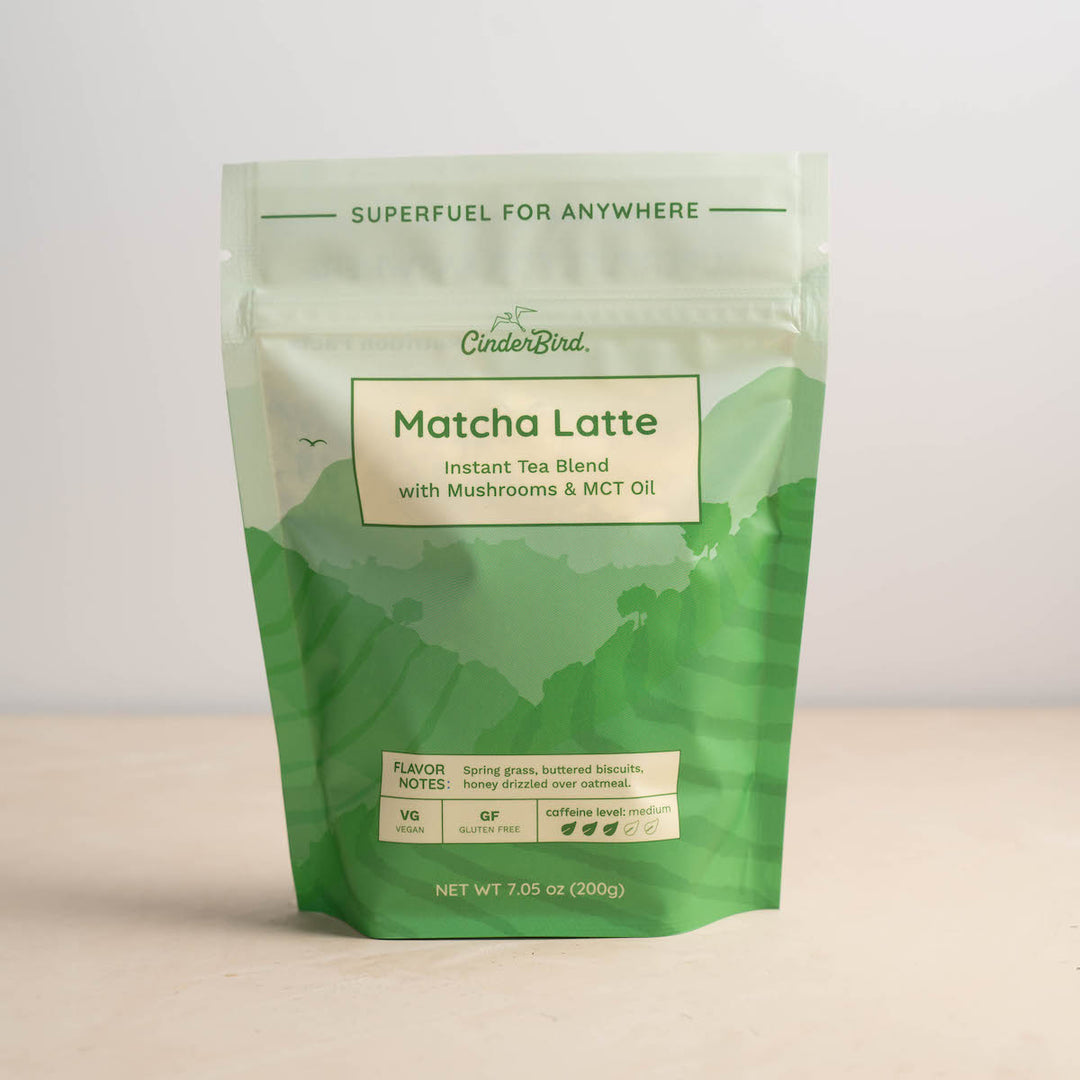 SUPERFUEL FOR ANYWHERE
CinderBird®
Matcha Latte
Instant Tea Blend
with Mushrooms & MCT Oil
FLAVOR NOTES:
Spring grass, buttered biscuits,
honey drizzled over oatmeal.
VG
VEGAN
GF
GLUTEN FREE
caffeine level: medium
NET WT 7.05 oz (200g)